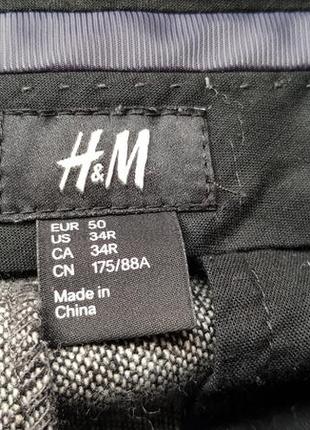 H&M
EUR 50
US 34R
CA 34R
CN 175/88A
Made in
China